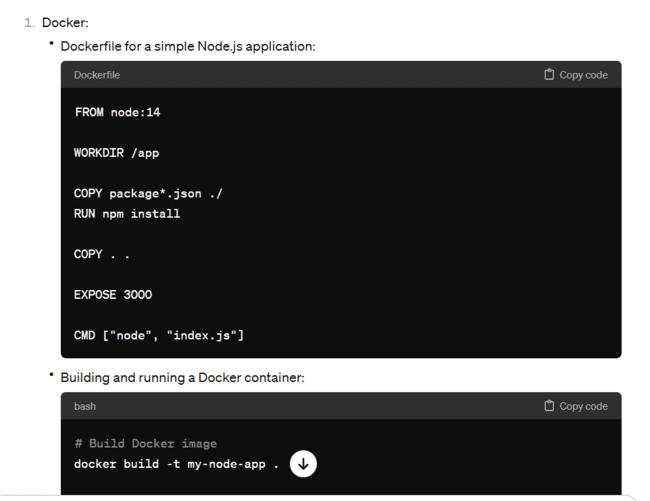 1. Docker:
• Dockerfile for a simple Node.js application:
Dockerfile Copy code
FROM node:14
WORKDIR /app
COPY package*.json ./
RUN npm install
COPY . .
EXPOSE 3000
CMD ["node", "index.js"]
• Building and running a Docker container:
bash Copy code
# Build Docker image
docker build -t my-node-app .